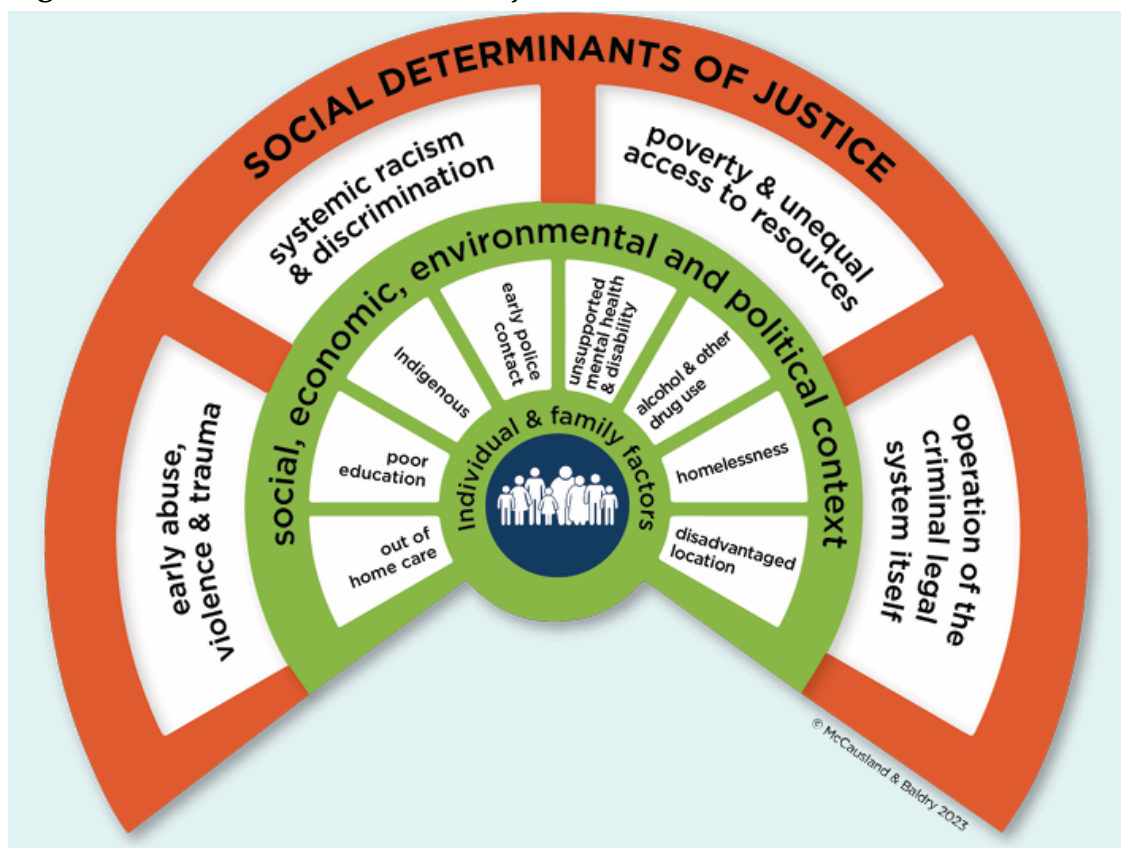 SOCIAL DETERMINANTS OF JUSTICE
early abuse,
violence & trauma
systemic racism
& discrimination
poverty & unequal
access to resources
operation of the
criminal legal
system itself
social, economic, environmental and political context
out of
home care
poor
education
Indigenous
early police
contact
unsupported
mental health
& disability
alcohol & other
drug use
homelessness
disadvantaged
location
Individual & family factors
© McCausland & Baldry 2023